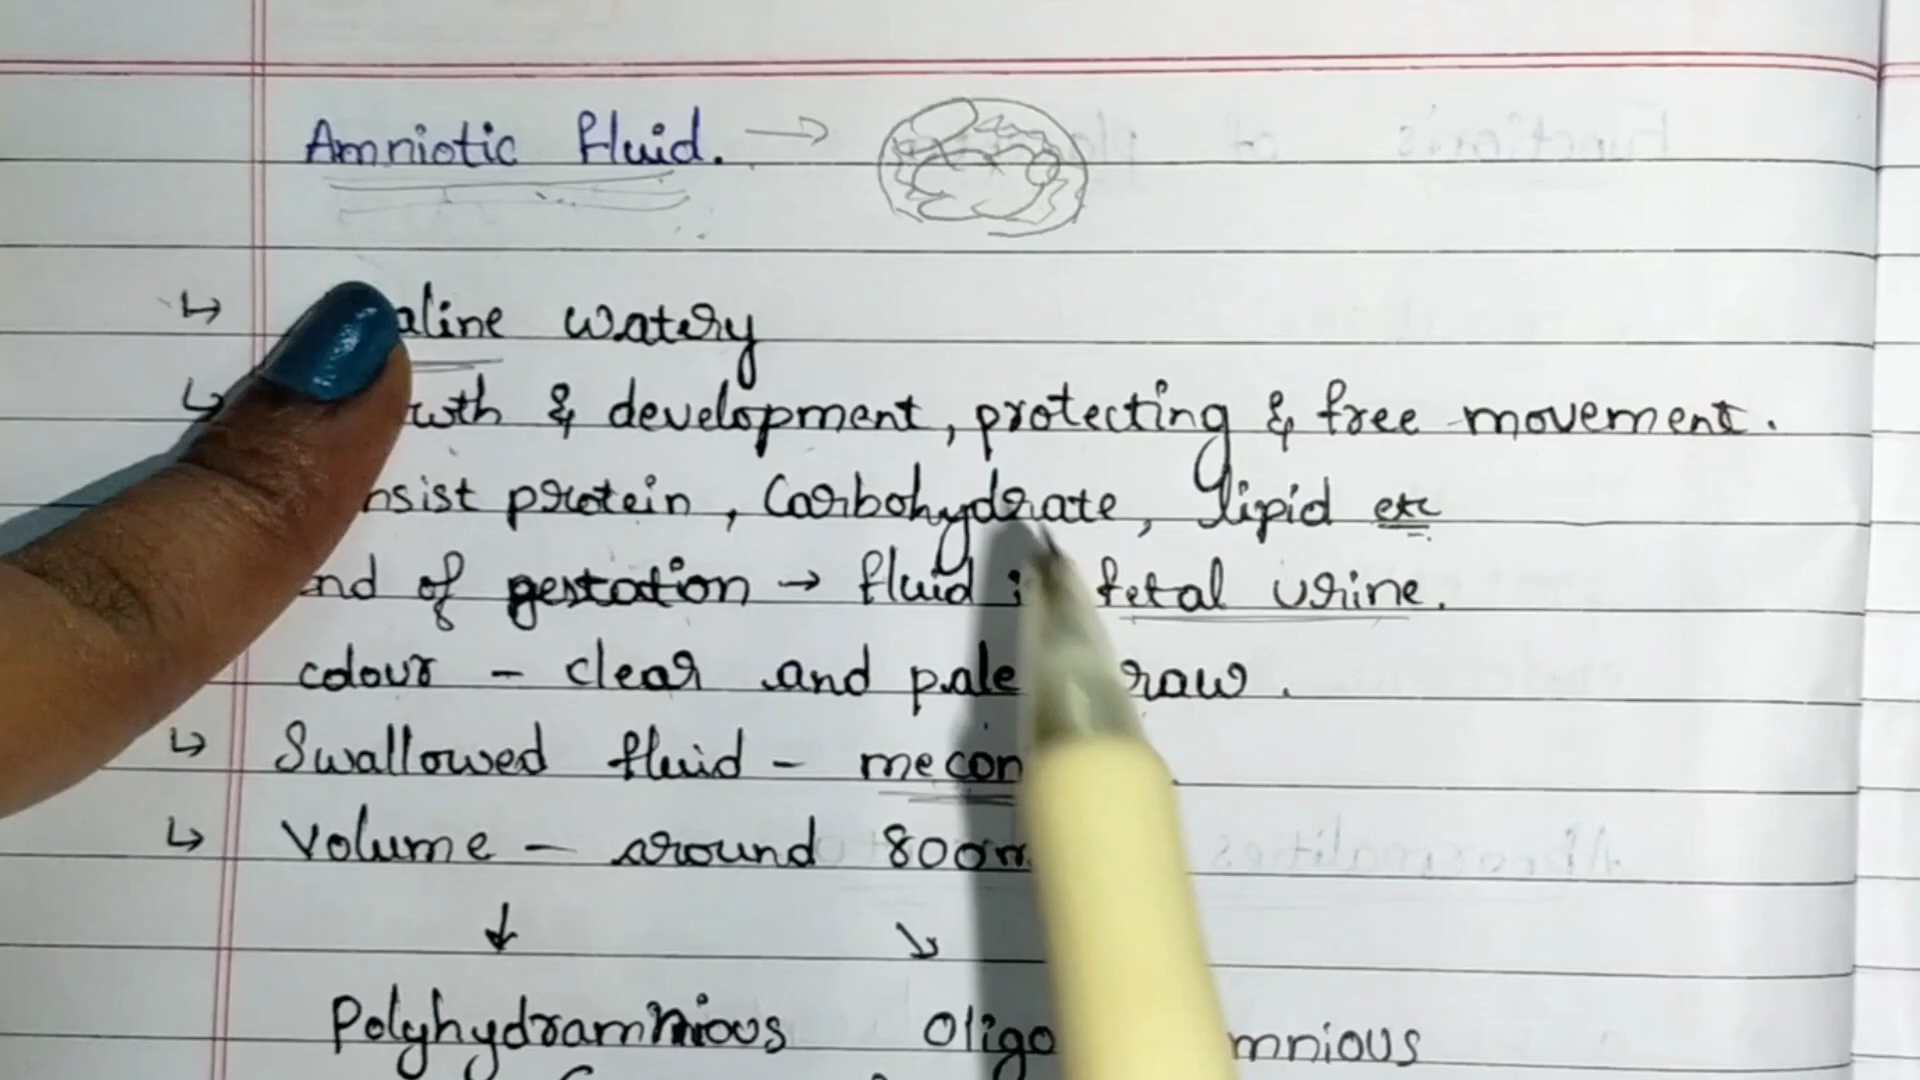 Amniotic fluid. →
↳ aline watery
↳ wth & development, protecting & free movement.
nsist protein, Carbohydrate, lipid etc
nd of gestation → fluid i fetal urine.
colour - clear and pale raw.
↳ Swallowed fluid - mecon
↳ Volume - around 800m
↓ ↘
Polyhydramnious Oligo mnious